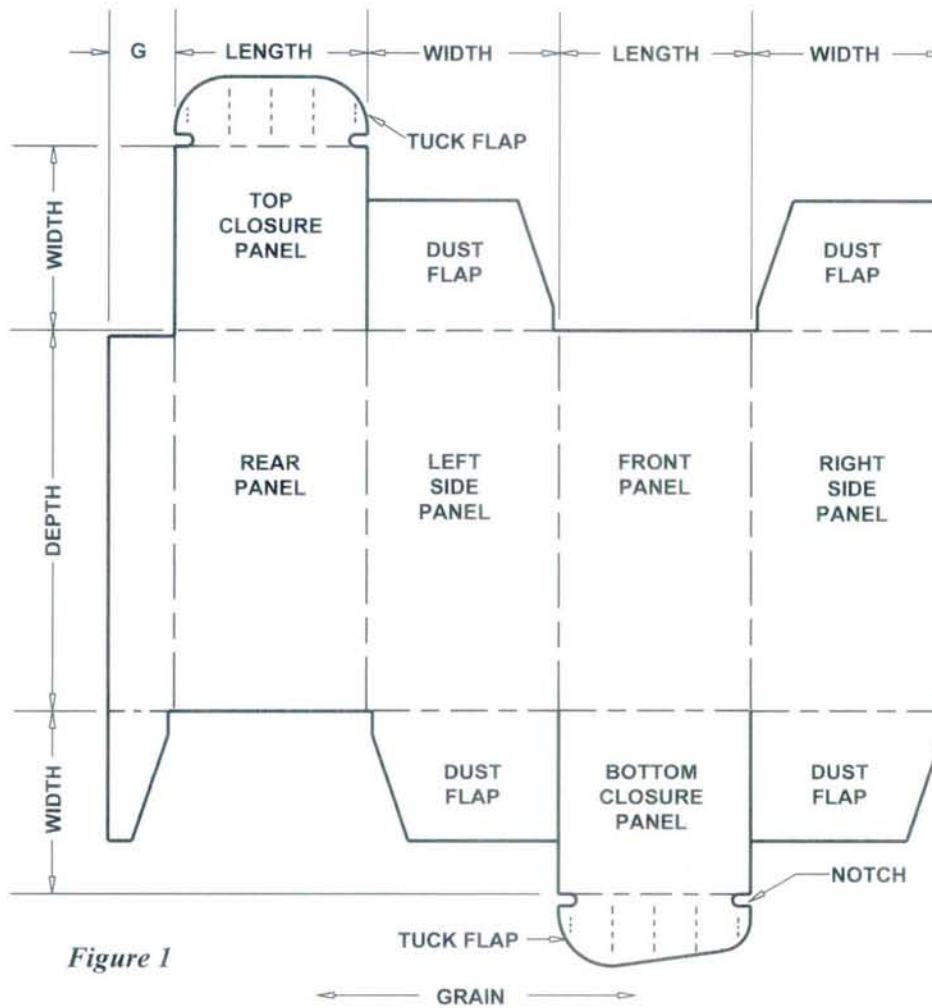 G
LENGTH
WIDTH
LENGTH
WIDTH
TUCK FLAP
WIDTH
TOP
CLOSURE
PANEL
DUST
FLAP
DUST
FLAP
DEPTH
REAR
PANEL
LEFT
SIDE
PANEL
FRONT
PANEL
RIGHT
SIDE
PANEL
WIDTH
DUST
FLAP
BOTTOM
CLOSURE
PANEL
DUST
FLAP
NOTCH
TUCK FLAP
Figure 1
GRAIN